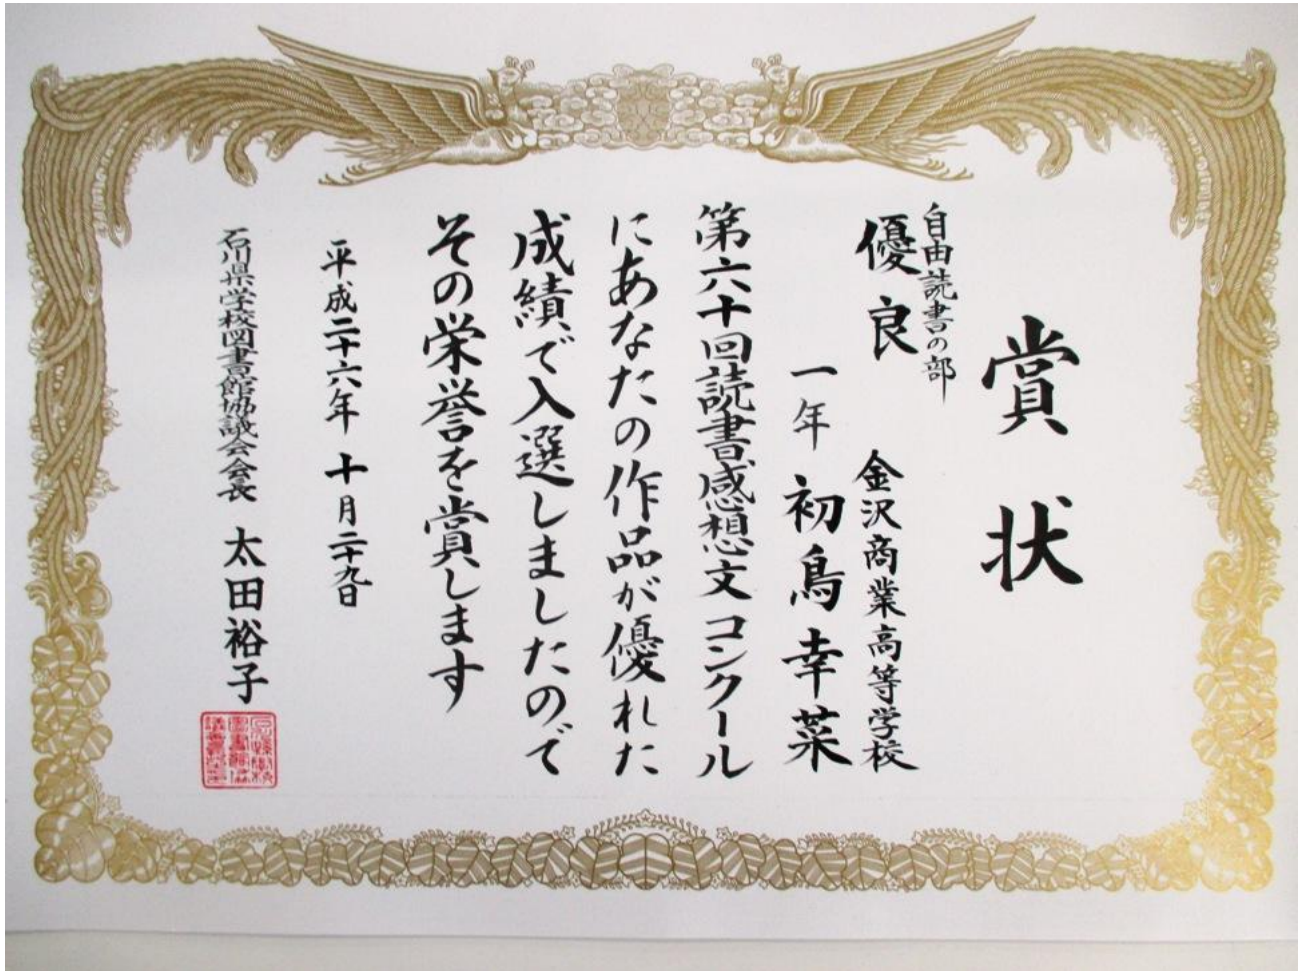 賞状
自由読書の部
優良
金沢商業高等学校
一年 初鳥幸菜
第六十回読書感想文コンクール
にあなたの作品が優れた
成績で入選しましたので
その栄誉を賞します
平成二十六年十月二十九日
石川県学校図書館協議会会長 太田裕子